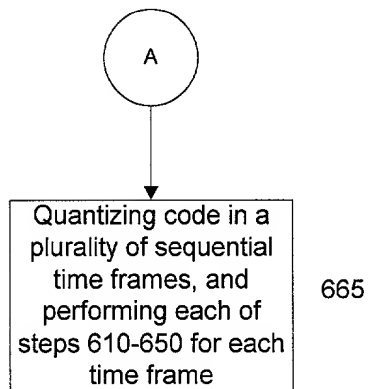 A
Quantizing code in a
plurality of sequential
time frames, and
performing each of
steps 610-650 for each
time frame
665